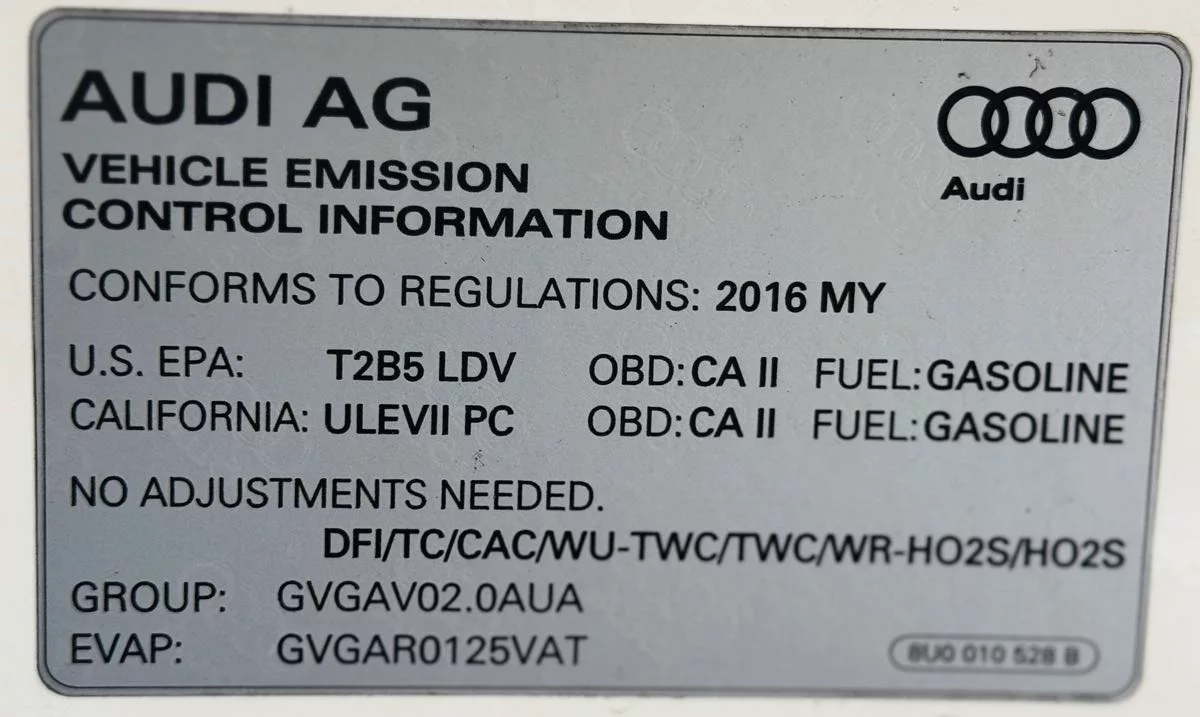 AUDI AG
Audi
VEHICLE EMISSION
CONTROL INFORMATION
CONFORMS TO REGULATIONS: 2016 MY
U.S. EPA: T2B5 LDV OBD: CA II FUEL: GASOLINE
CALIFORNIA: ULEVII PC OBD: CA II FUEL: GASOLINE
NO ADJUSTMENTS NEEDED.
DFI/TC/CAC/WU-TWC/TWC/WR-HO2S/HO2S
GROUP: GVGAV02.0AUA
EVAP: GVGAR0125VAT
8U0 010 528 B